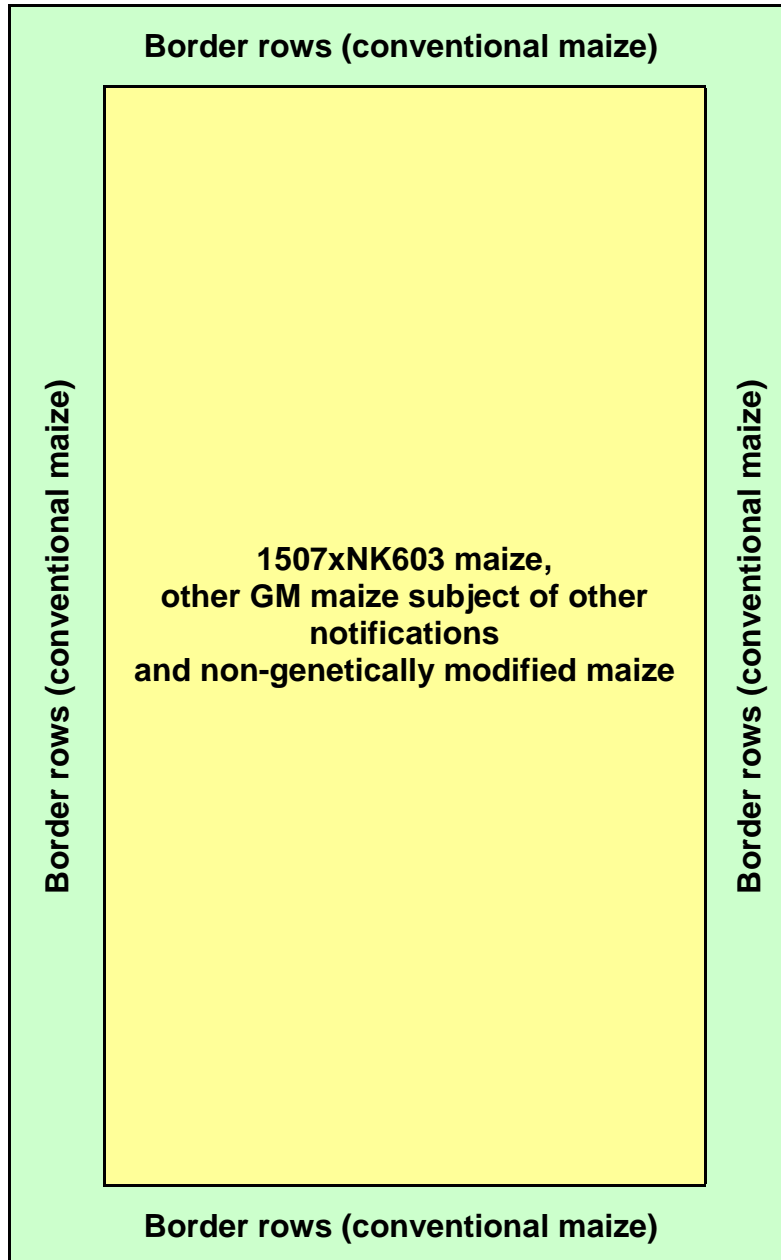 Border rows (conventional maize)
Border rows (conventional maize)
1507xNK603 maize,
other GM maize subject of other
notifications
and non-genetically modified maize
Border rows (conventional maize)
Border rows (conventional maize)